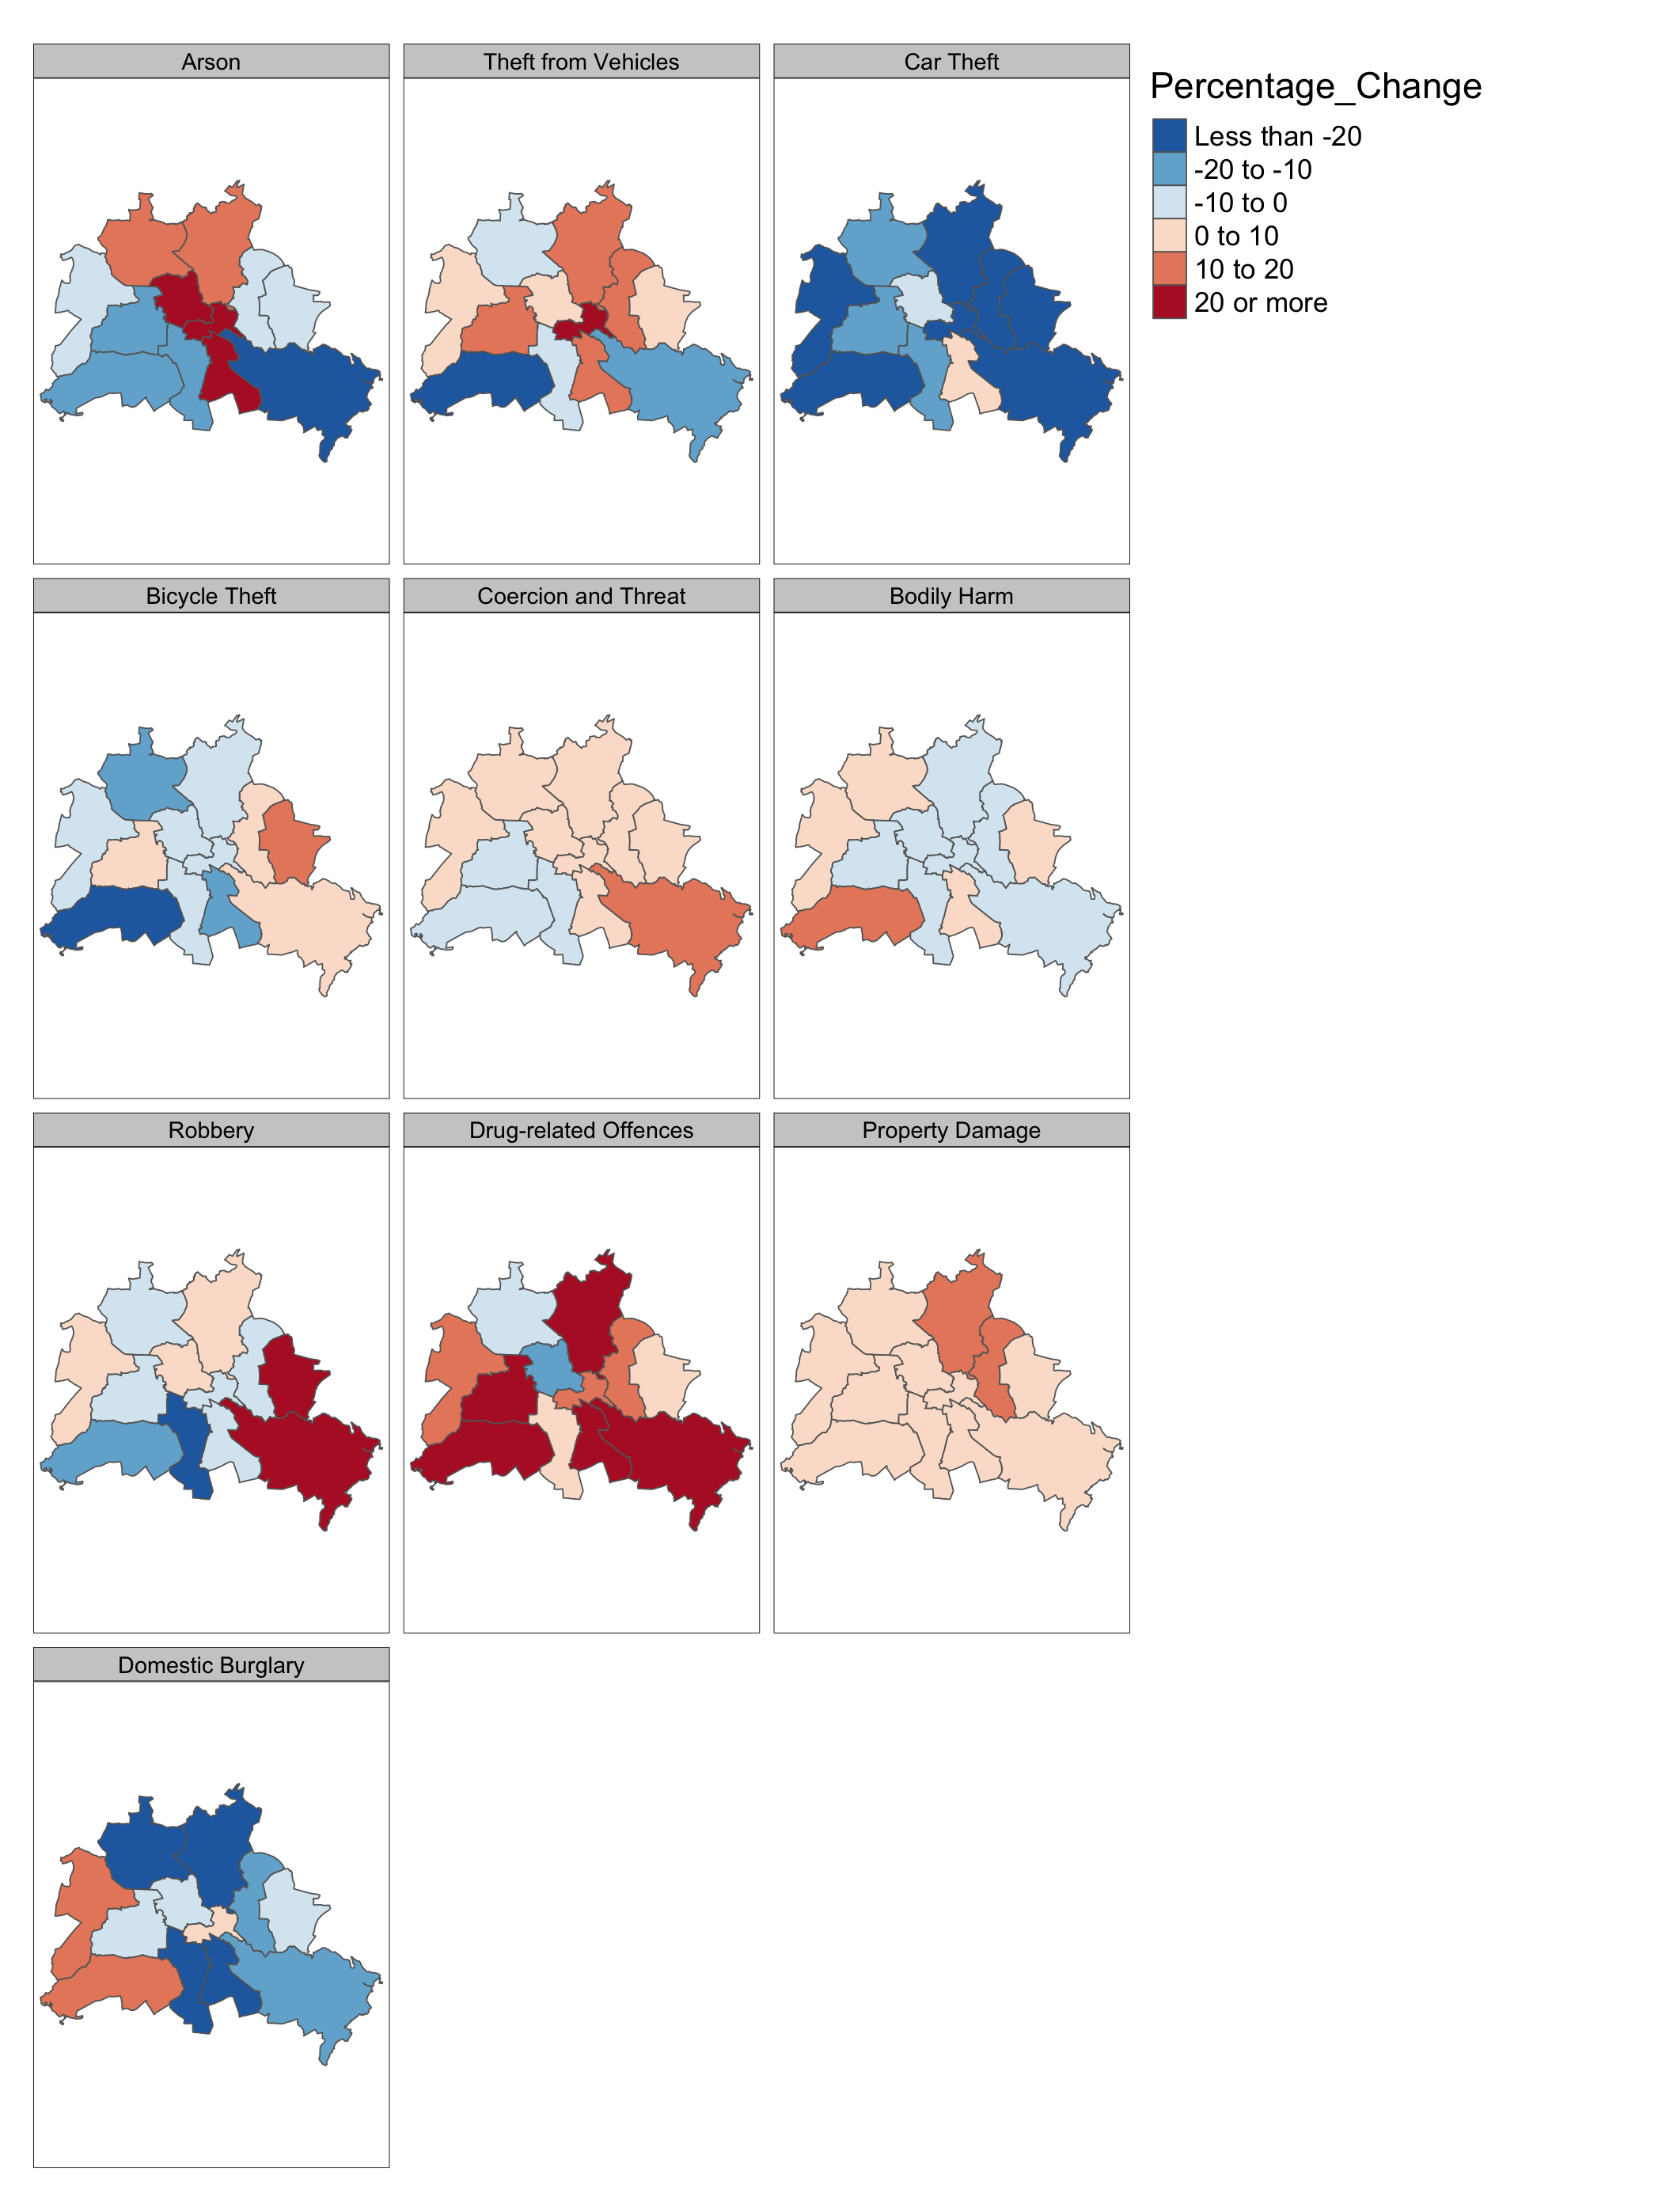 Arson
Theft from Vehicles
Car Theft
Percentage_Change
Less than -20
-20 to -10
-10 to 0
0 to 10
10 to 20
20 or more
Bicycle Theft
Coercion and Threat
Bodily Harm
Robbery
Drug-related Offences
Property Damage
Domestic Burglary